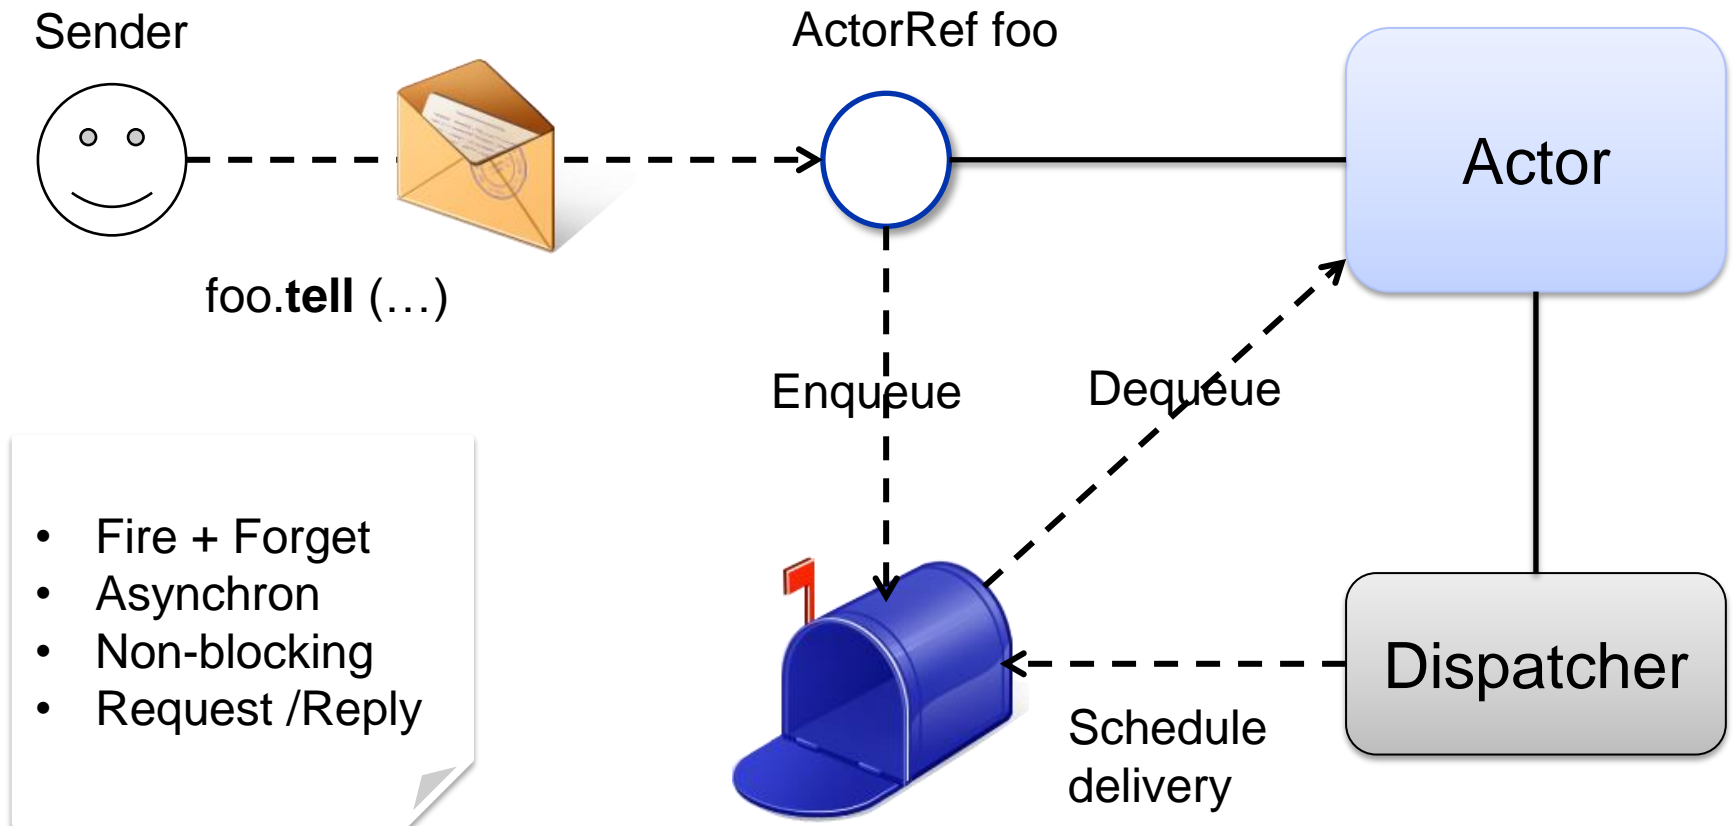 Sender
ActorRef foo
Actor
foo.tell (…)
Enqueue
Dequeue
• Fire + Forget
• Asynchron
• Non-blocking
• Request /Reply
Dispatcher
Schedule
delivery